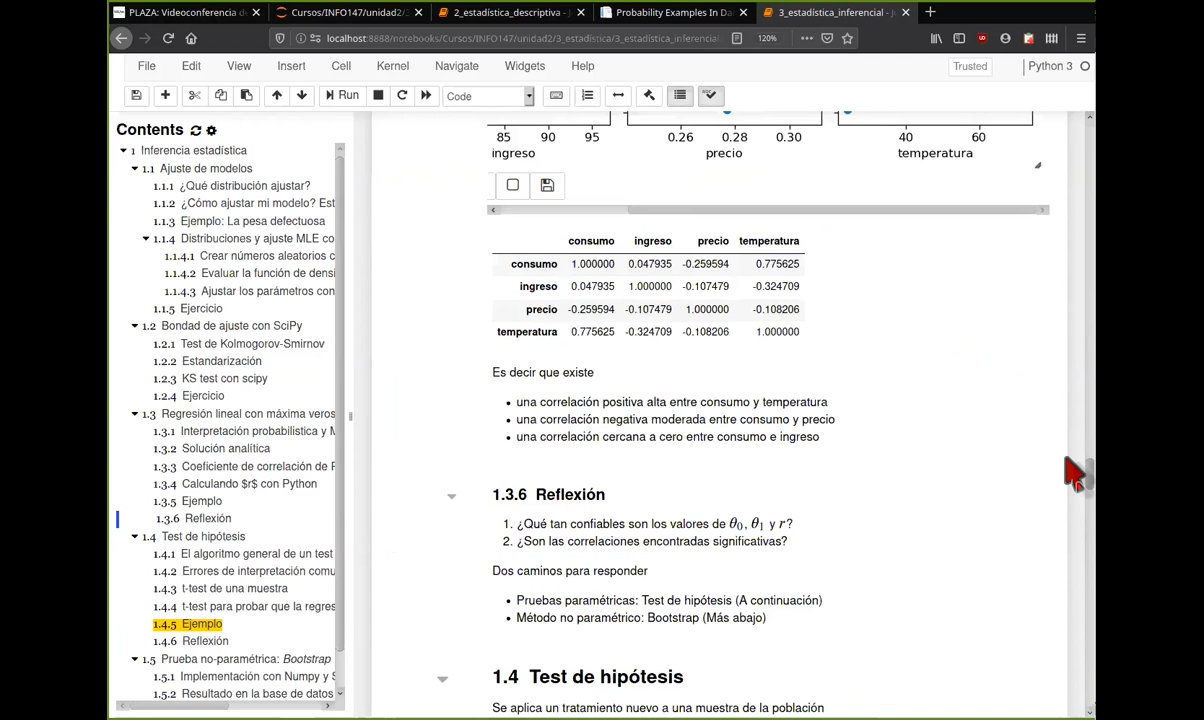 PLAZA: Videoconferencia de
Cursos/INFO147/unidad2/3
2_estadística_descriptiva - J
Probability Examples In Da
3_estadística_inferencial - J
localhost:8888/notebooks/Cursos/INFO147/unidad2/3_estadística/3_estadística_inferencial
120%
File Edit View Insert Cell Kernel Navigate Widgets Help
Trusted
Python 3
Run
Code
Contents
1 Inferencia estadística
1.1 Ajuste de modelos
1.1.1 ¿Qué distribución ajustar?
1.1.2 ¿Cómo ajustar mi modelo? Est
1.1.3 Ejemplo: La pesa defectuosa
1.1.4 Distribuciones y ajuste MLE co
1.1.4.1 Crear números aleatorios c
1.1.4.2 Evaluar la función de densi
1.1.4.3 Ajustar los parámetros con
1.1.5 Ejercicio
1.2 Bondad de ajuste con SciPy
1.2.1 Test de Kolmogorov-Smirnov
1.2.2 Estandarización
1.2.3 KS test con scipy
1.2.4 Ejercicio
1.3 Regresión lineal con máxima veros
1.3.1 Interpretación probabilistica y M
1.3.2 Solución analítica
1.3.3 Coeficiente de correlación de P
1.3.4 Calculando $r$ con Python
1.3.5 Ejemplo
1.3.6 Reflexión
1.4 Test de hipótesis
1.4.1 El algoritmo general de un test
1.4.2 Errores de interpretación comu
1.4.3 t-test de una muestra
1.4.4 t-test para probar que la regres
1.4.5 Ejemplo
1.4.6 Reflexión
1.5 Prueba no-paramétrica: Bootstrap
1.5.1 Implementación con Numpy y S
1.5.2 Resultado en la base de datos
85 90 95 0.26 0.28 0.30 40 60
ingreso precio temperatura
consumo ingreso precio temperatura
consumo 1.000000 0.047935 -0.259594 0.775625
ingreso 0.047935 1.000000 -0.107479 -0.324709
precio -0.259594 -0.107479 1.000000 -0.108206
temperatura 0.775625 -0.324709 -0.108206 1.000000
Es decir que existe
• una correlación positiva alta entre consumo y temperatura
• una correlación negativa moderada entre consumo y precio
• una correlación cercana a cero entre consumo e ingreso
1.3.6 Reflexión
1. ¿Qué tan confiables son los valores de θ0, θ1 y r?
2. ¿Son las correlaciones encontradas significativas?
Dos caminos para responder
• Pruebas paramétricas: Test de hipótesis (A continuación)
• Método no paramétrico: Bootstrap (Más abajo)
1.4 Test de hipótesis
Se aplica un tratamiento nuevo a una muestra de la población